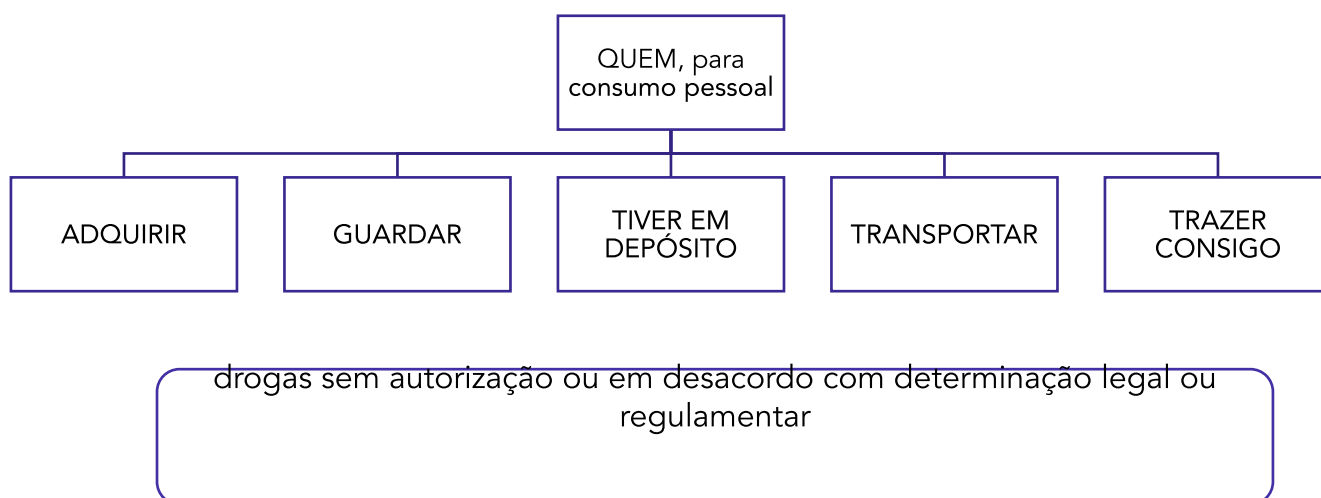 QUEM, para
consumo pessoal
ADQUIRIR
GUARDAR
TIVER EM
DEPÓSITO
TRANSPORTAR
TRAZER
CONSIGO
drogas sem autorização ou em desacordo com determinação legal ou
regulamentar